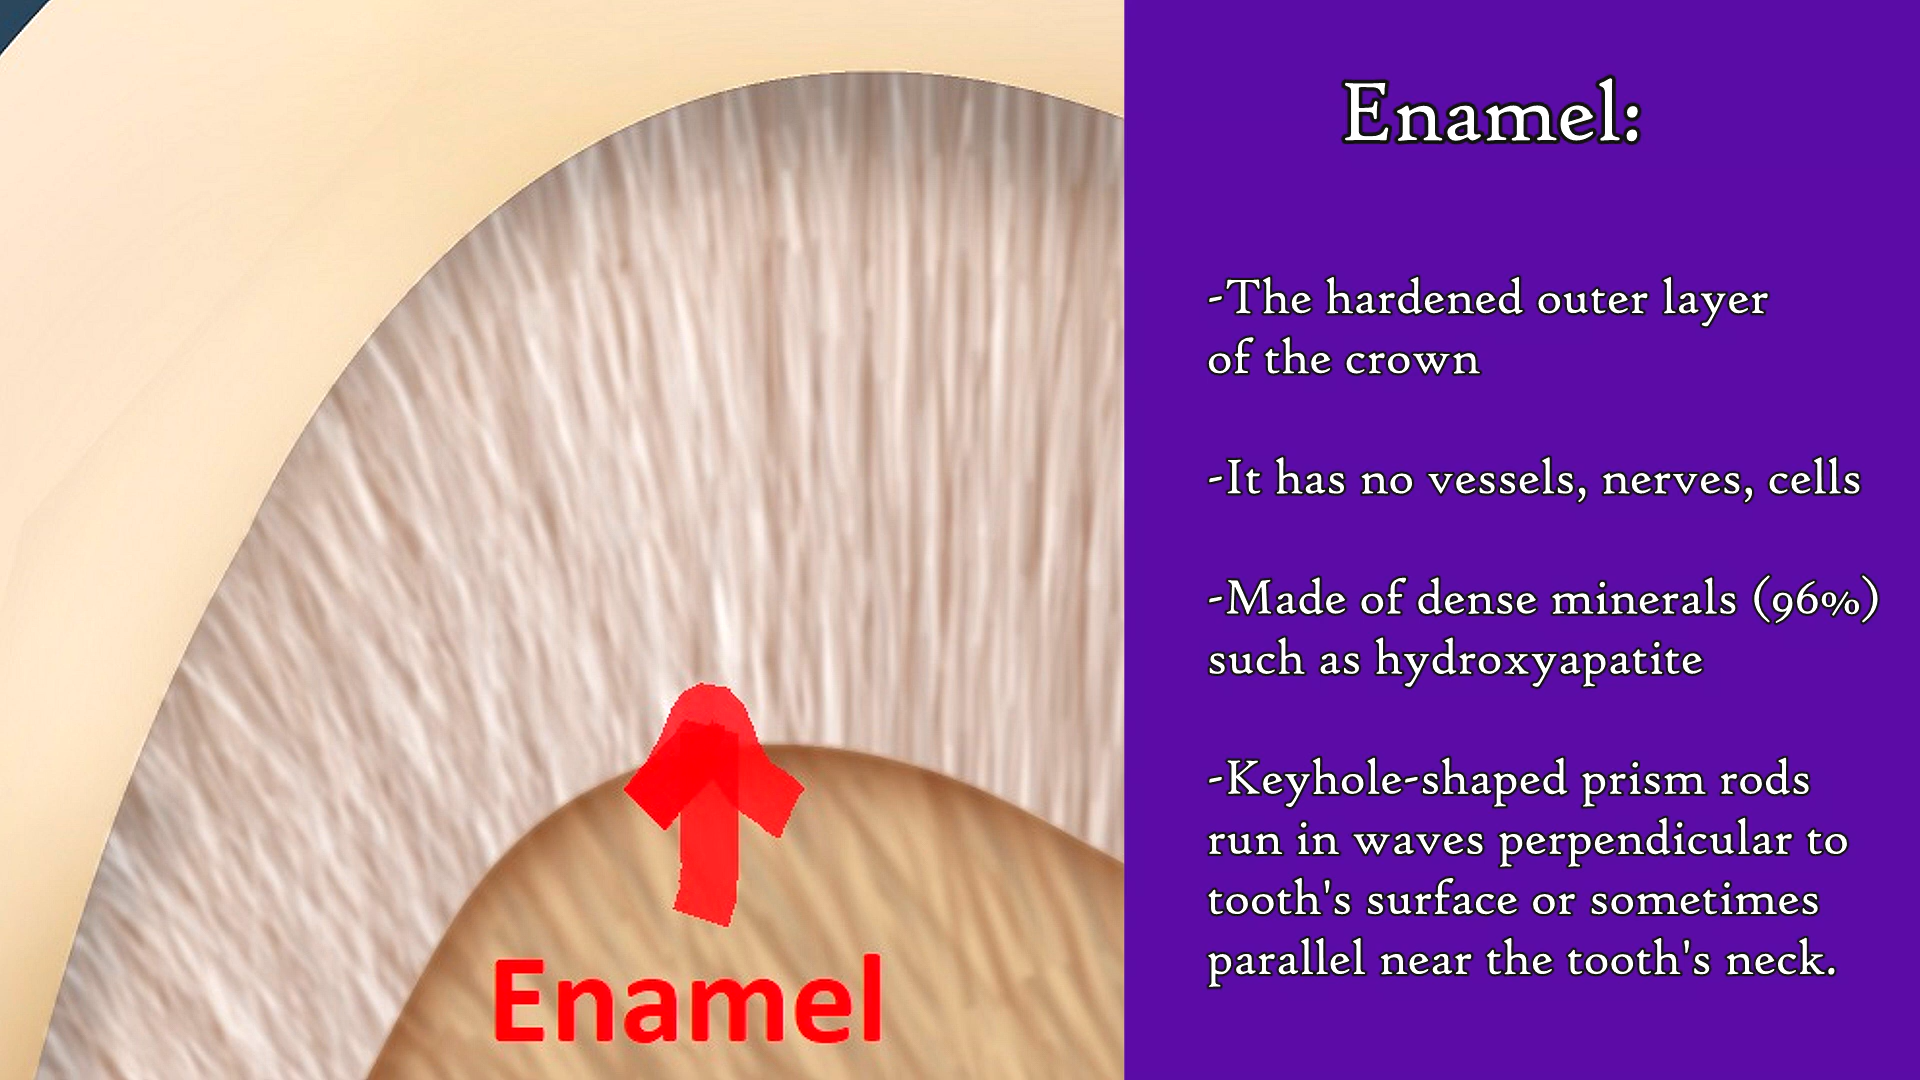 Enamel:
-The hardened outer layer
of the crown
-It has no vessels, nerves, cells
-Made of dense minerals (96%)
such as hydroxyapatite
-Keyhole-shaped prism rods
run in waves perpendicular to
tooth's surface or sometimes
parallel near the tooth's neck.
Enamel